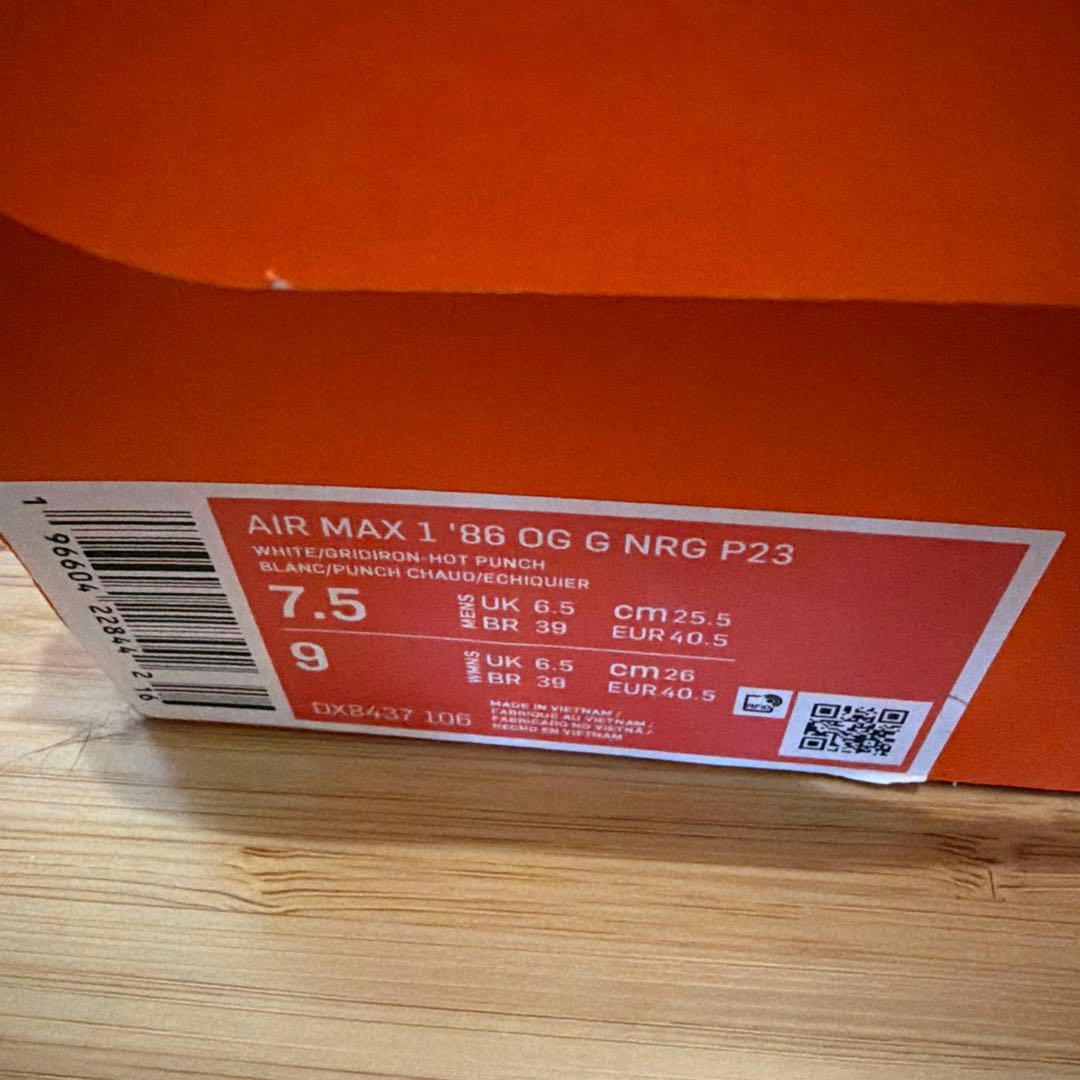 AIR MAX 1 '86 OG G NRG P23
WHITE/GRIDIRON-HOT PUNCH
BLANC/PUNCH CHAUD/ECHIQUIER
7.5
MENS
UK 6.5 cm 25.5
BR 39 EUR 40.5
9
WMNS
UK 6.5 cm 26
BR 39 EUR 40.5
DX8437 106
MADE IN VIETNAM /
FABRIQUE AU VIETNAM /
FABRICADO NO VIETNÃ /
HECHO EN VIETNAM
RFID
1 96604 22844 2 16